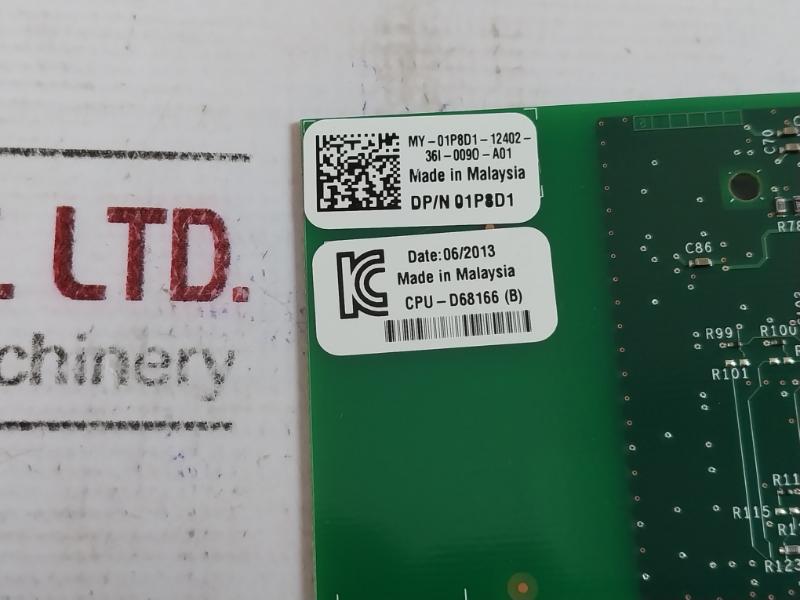 MY-01P8D1-12402-
36I-0090-A01
Made in Malaysia
DP/N 01P8D1
KC
Date:06/2013
Made in Malaysia
CPU-D68166 (B)
LTD.
chinery
C70
R78
C86
R99
R100
R101
R115
R123